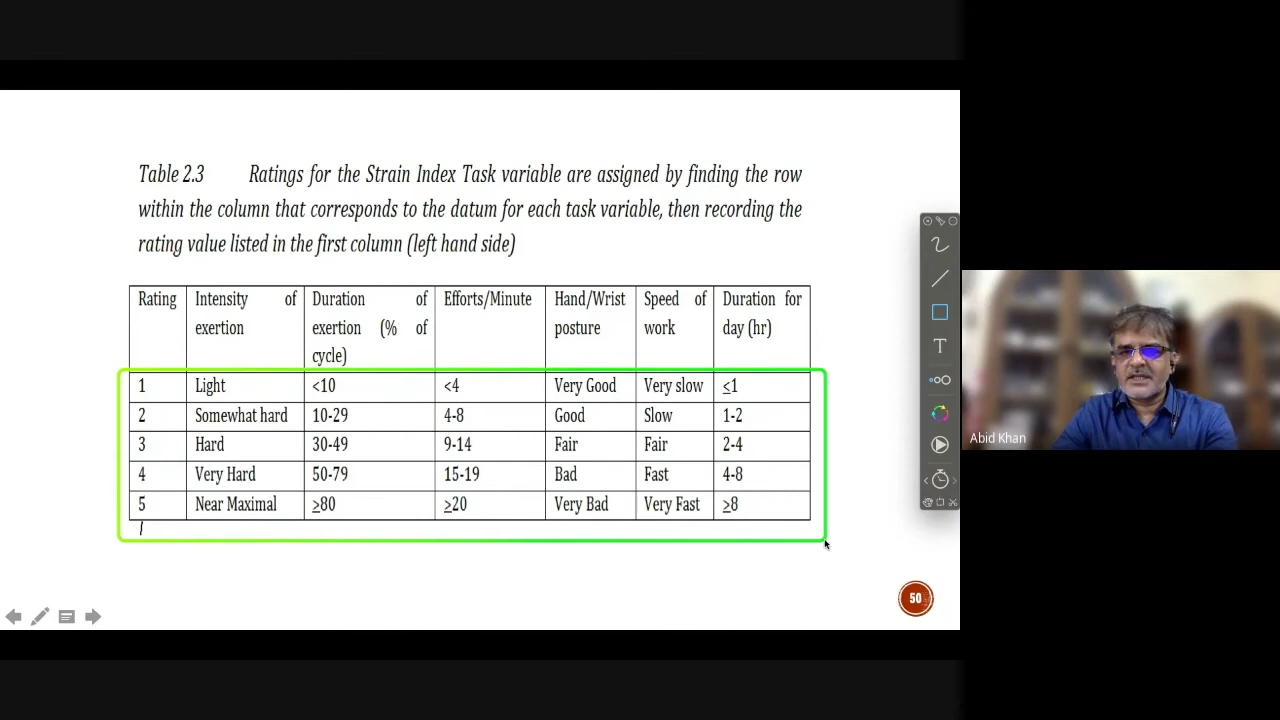 Table 2.3 Ratings for the Strain Index Task variable are assigned by finding the row
within the column that corresponds to the datum for each task variable, then recording the
rating value listed in the first column (left hand side)
Rating Intensity of exertion Duration of exertion (% of cycle) Efforts/Minute Hand/Wrist posture Speed of work Duration for day (hr)
1 Light <10 <4 Very Good Very slow ≤1
2 Somewhat hard 10-29 4-8 Good Slow 1-2
3 Hard 30-49 9-14 Fair Fair 2-4
4 Very Hard 50-79 15-19 Bad Fast 4-8
5 Near Maximal ≥80 ≥20 Very Bad Very Fast ≥8
T
Abid Khan
50